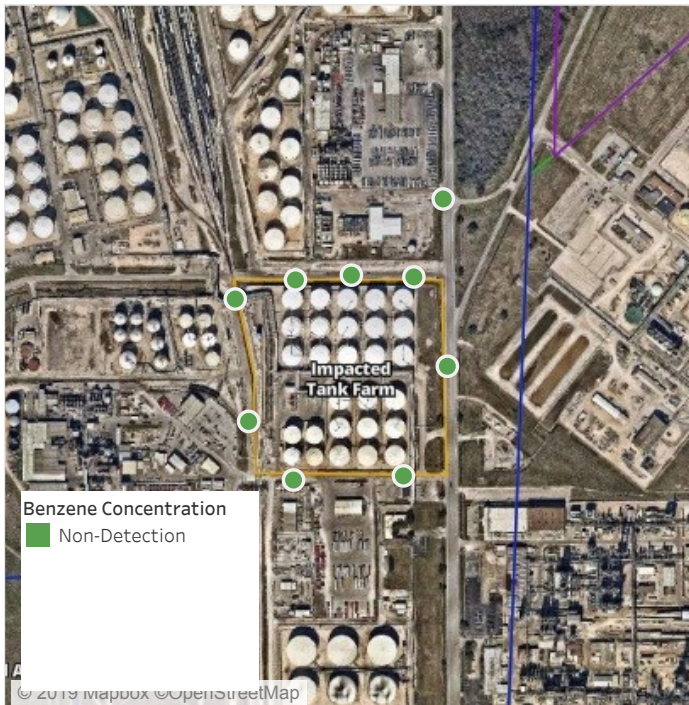 Impacted
Tank Farm
Benzene Concentration
Non-Detection
© 2019 Mapbox ©OpenStreetMap